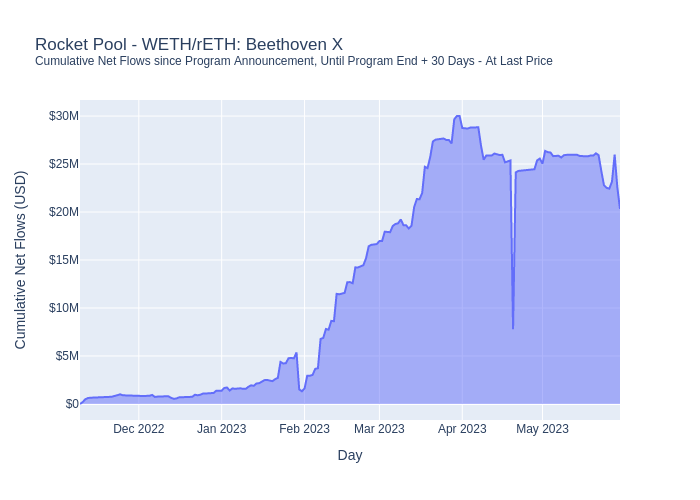 Rocket Pool - WETH/rETH: Beethoven X
Cumulative Net Flows since Program Announcement, Until Program End + 30 Days - At Last Price
Cumulative Net Flows (USD)
$30M
$25M
$20M
$15M
$10M
$5M
$0
Dec 2022
Jan 2023
Feb 2023
Mar 2023
Apr 2023
May 2023
Day